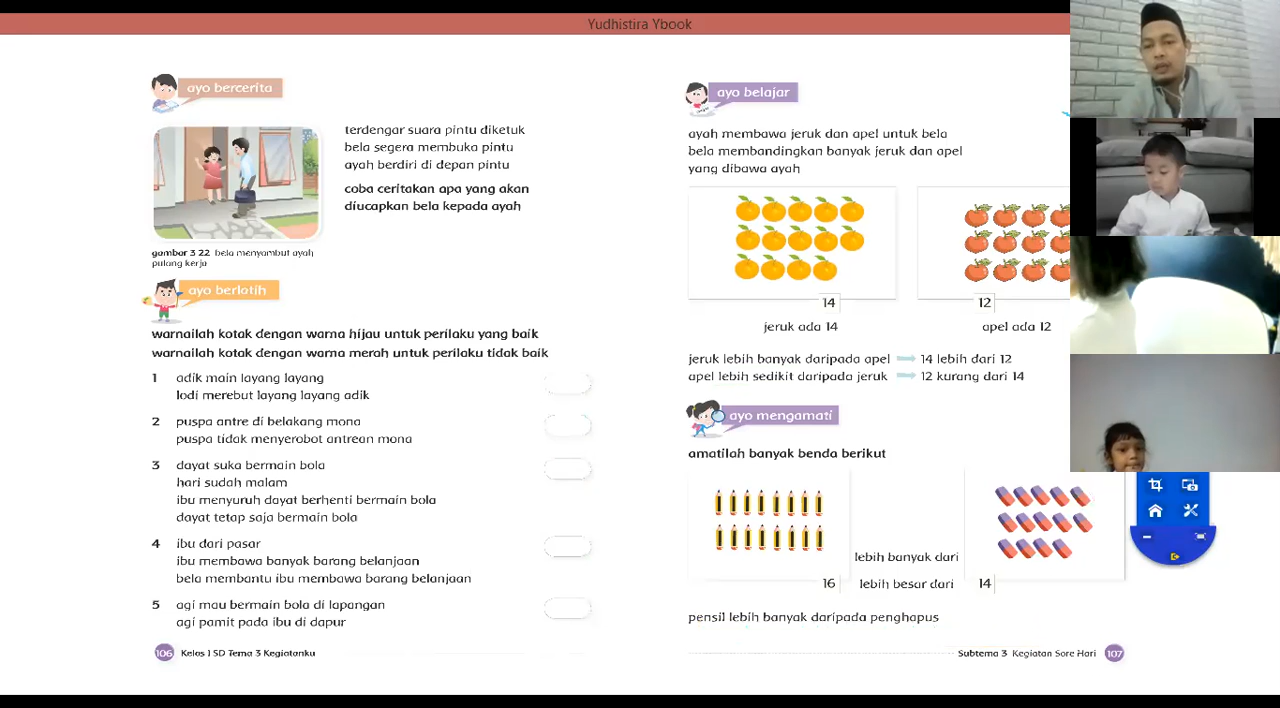 Yudhistira Ybook
ayo bercerita
terdengar suara pintu diketuk
bela segera membuka pintu
ayah berdiri di depan pintu
coba ceritakan apa yang akan
diucapkan bela kepada ayah
gambar 3 22 bela menyambut ayah
pulang kerja
ayo berlatih
warnailah kotak dengan warna hijau untuk perilaku yang baik
warnailah kotak dengan warna merah untuk perilaku tidak baik
1 adik main layang layang
lodi merebut layang layang adik
2 puspa antre di belakang mona
puspa tidak menyerobot antrean mona
3 dayat suka bermain bola
hari sudah malam
ibu menyuruh dayat berhenti bermain bola
dayat tetap saja bermain bola
4 ibu dari pasar
ibu membawa banyak barang belanjaan
bela membantu ibu membawa barang belanjaan
5 agi mau bermain bola di lapangan
agi pamit pada ibu di dapur
106 Kelas I SD Tema 3 Kegiatanku
ayo belajar
ayah membawa jeruk dan apel untuk bela
bela membandingkan banyak jeruk dan apel
yang dibawa ayah
14 12
jeruk ada 14 apel ada 12
jeruk lebih banyak daripada apel 14 lebih dari 12
apel lebih sedikit daripada jeruk 12 kurang dari 14
ayo mengamati
amatilah banyak benda berikut
lebih banyak dari
16 lebih besar dari 14
pensil lebih banyak daripada penghapus
Subtema 3 Kegiatan Sore Hari 107